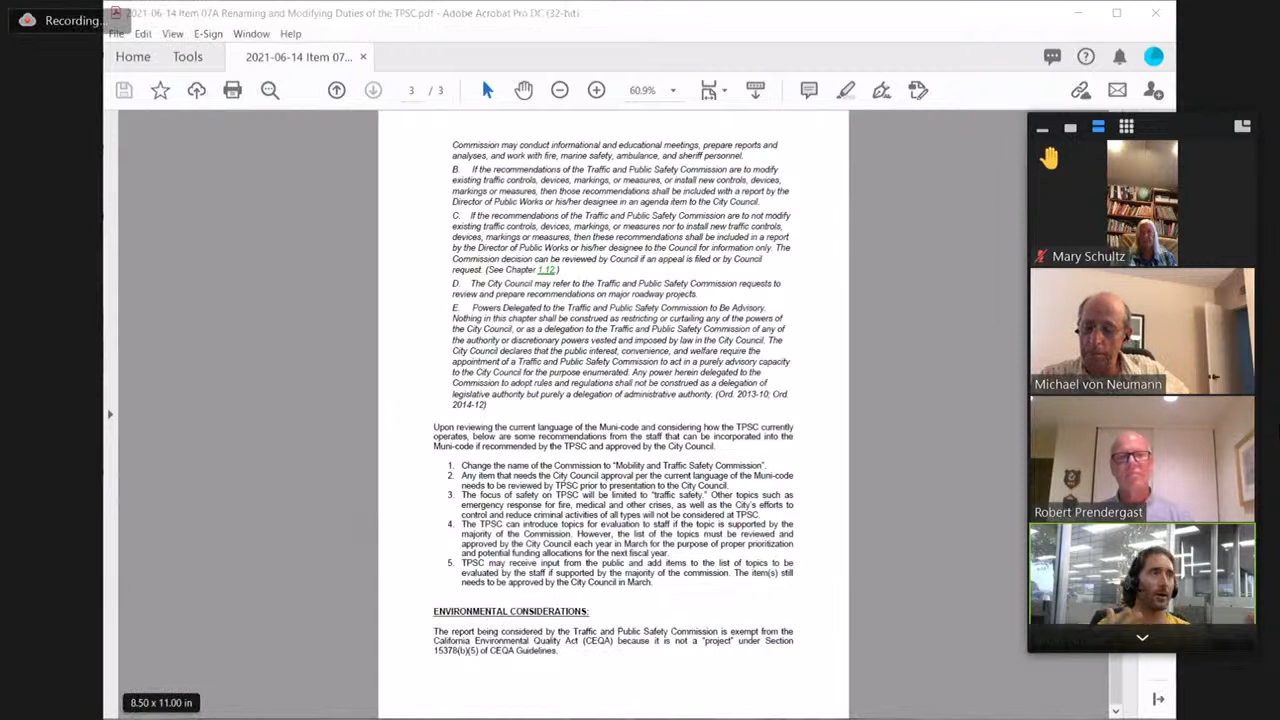 Recording...
2021-06-14 Item 07A Renaming and Modifying Duties of the TPSC.pdf - Adobe Acrobat Pro DC (32-bit)
File Edit View E-Sign Window Help
Home Tools 2021-06-14 Item 07... ×
3 / 3 60.9%
Commission may conduct informational and educational meetings, prepare reports and
analyses, and work with fire, marine safety, ambulance, and sheriff personnel.
B. If the recommendations of the Traffic and Public Safety Commission are to modify
existing traffic controls, devices, markings, or measures, or install new controls, devices,
markings or measures, then those recommendations shall be included with a report by the
Director of Public Works or his/her designee in an agenda item to the City Council.
C. If the recommendations of the Traffic and Public Safety Commission are to not modify
existing traffic controls, devices, markings, or measures nor to install new traffic controls,
devices, markings or measures, then these recommendations shall be included in a report
by the Director of Public Works or his/her designee to the Council for information only. The
Commission decision can be reviewed by Council if an appeal is filed or by Council
request. (See Chapter 1.12.)
D. The City Council may refer to the Traffic and Public Safety Commission requests to
review and prepare recommendations on major roadway projects.
E. Powers Delegated to the Traffic and Public Safety Commission to Be Advisory.
Nothing in this chapter shall be construed as restricting or curtailing any of the powers of
the City Council, or as a delegation to the Traffic and Public Safety Commission of any of
the authority or discretionary powers vested and imposed by law in the City Council. The
City Council declares that the public interest, convenience, and welfare require the
appointment of a Traffic and Public Safety Commission to act in a purely advisory capacity
to the City Council for the purpose enumerated. Any power herein delegated to the
Commission to adopt rules and regulations shall not be construed as a delegation of
legislative authority but purely a delegation of administrative authority. (Ord. 2013-10; Ord.
2014-12)
Upon reviewing the current language of the Muni-code and considering how the TPSC currently
operates, below are some recommendations from the staff that can be incorporated into the
Muni-code if recommended by the TPSC and approved by the City Council.
1. Change the name of the Commission to “Mobility and Traffic Safety Commission”.
2. Any item that needs the City Council approval per the current language of the Muni-code
needs to be reviewed by TPSC prior to presentation to the City Council.
3. The focus of safety on TPSC will be limited to “traffic safety.” Other topics such as
emergency response for fire, medical and other crises, as well as the City's efforts to
control and reduce criminal activities of all types will not be considered at TPSC.
4. The TPSC can introduce topics for evaluation to staff if the topic is supported by the
majority of the Commission. However, the list of the topics must be reviewed and
approved by the City Council each year in March for the purpose of proper prioritization
and potential funding allocations for the next fiscal year.
5. TPSC may receive input from the public and add items to the list of topics to be
evaluated by the staff if supported by the majority of the commission. The item(s) still
needs to be approved by the City Council in March.
ENVIRONMENTAL CONSIDERATIONS:
The report being considered by the Traffic and Public Safety Commission is exempt from the
California Environmental Quality Act (CEQA) because it is not a “project” under Section
15378(b)(5) of CEQA Guidelines.
8.50 x 11.00 in
Mary Schultz
Michael von Neumann
Robert Prendergast